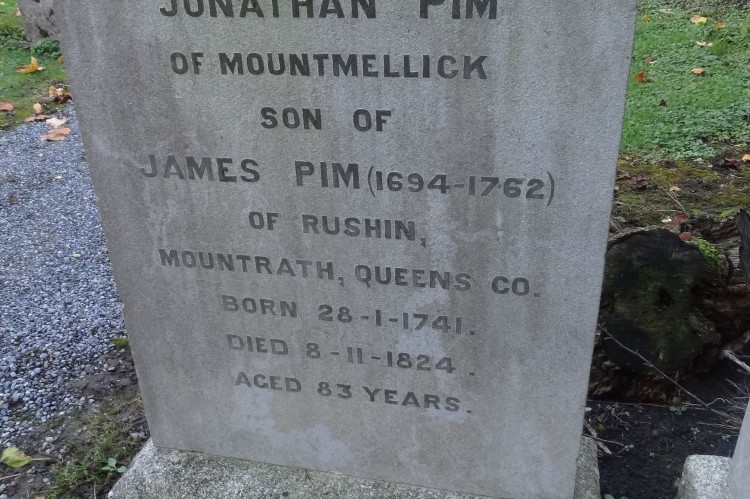 JONATHAN PIM
OF MOUNTMELLICK
SON OF
JAMES PIM (1694-1762)
OF RUSHIN,
MOUNTRATH, QUEENS CO.
BORN 28-1-1741.
DIED 8-11-1824.
AGED 83 YEARS.